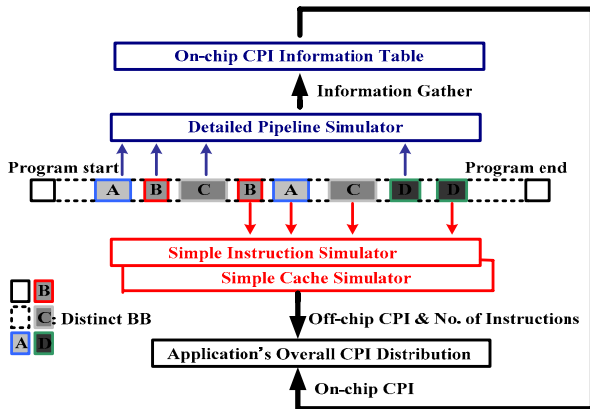 On-chip CPI Information Table
Information Gather
Detailed Pipeline Simulator
Program start
Program end
A B C B A C D D
Simple Instruction Simulator
Simple Cache Simulator
B
C : Distinct BB
A D
Off-chip CPI & No. of Instructions
Application's Overall CPI Distribution
On-chip CPI